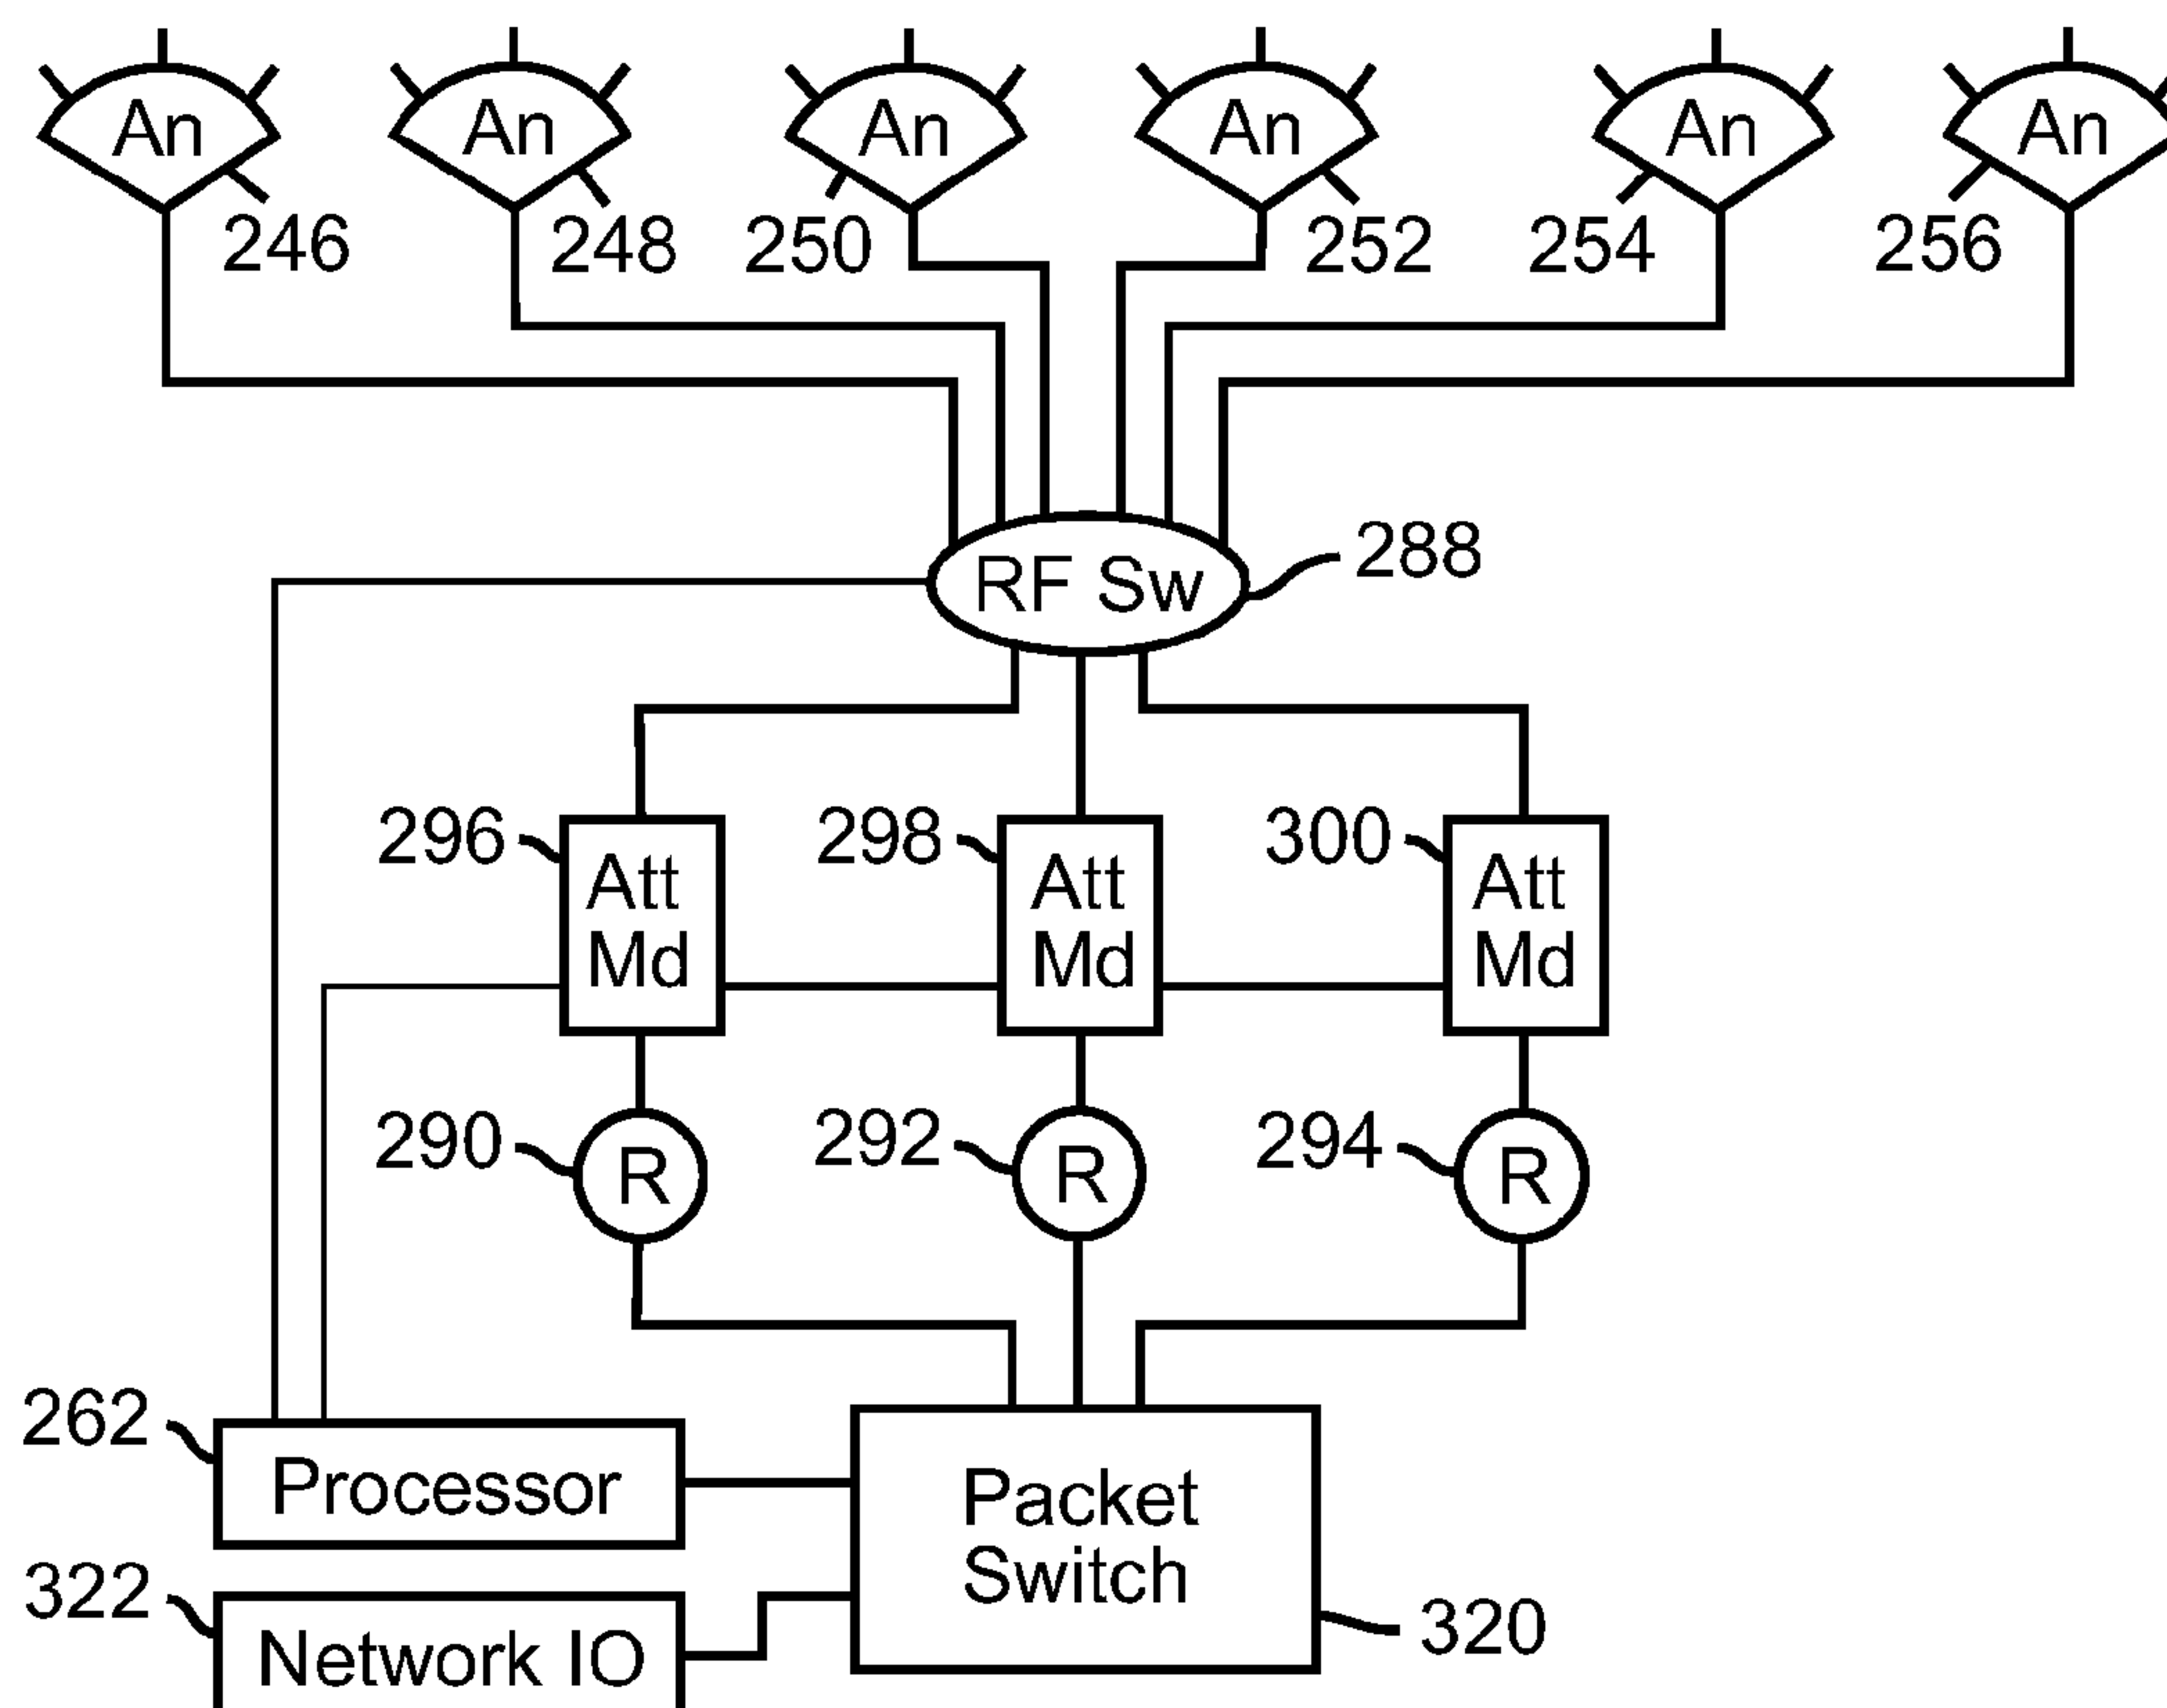 An An An An An An
246 248 250 252 254 256
RF Sw 288
296 298 300
Att Att Att
Md Md Md
290 292 294
R R R
262
Processor
Packet
Switch
322
Network IO
320